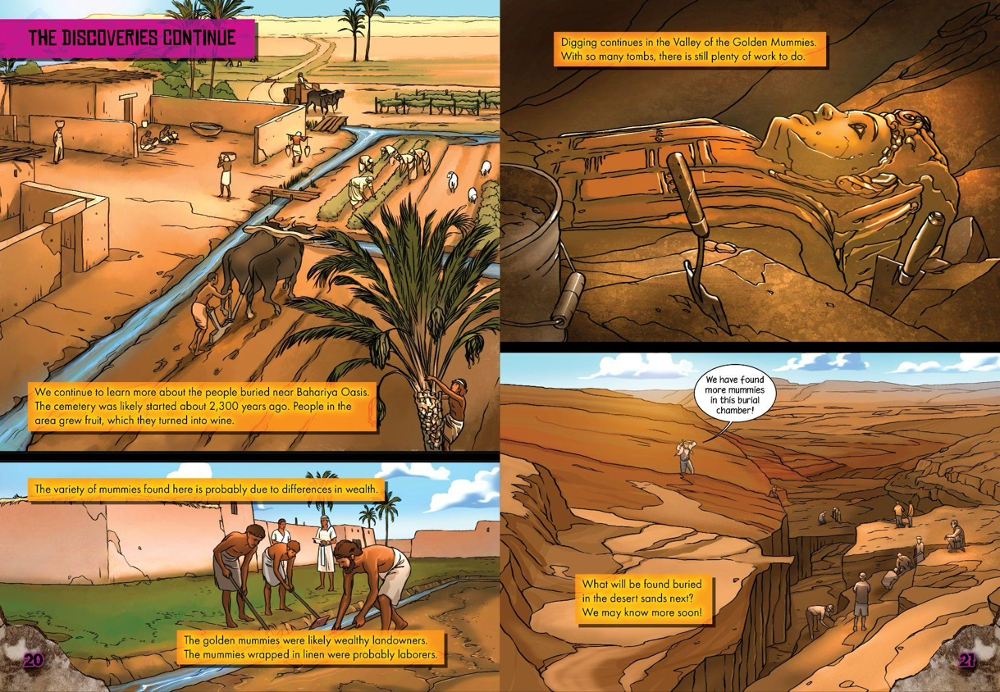 THE DISCOVERIES CONTINUE
We continue to learn more about the people buried near Bahariya Oasis.
The cemetery was likely started about 2,300 years ago. People in the
area grew fruit, which they turned into wine.
The variety of mummies found here is probably due to differences in wealth.
The golden mummies were likely wealthy landowners.
The mummies wrapped in linen were probably laborers.
20
Digging continues in the Valley of the Golden Mummies.
With so many tombs, there is still plenty of work to do.
We have found
more mummies
in this burial
chamber!
What will be found buried
in the desert sands next?
We may know more soon!
21